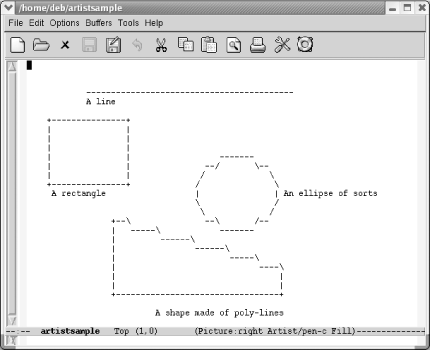 /home/deb/artistsample
File Edit Options Buffers Tools Help
A line
A rectangle
An ellipse of sorts
A shape made of poly-lines
--:-- artistsample Top (1,0) (Picture:right Artist/pen-c Fill)----------------